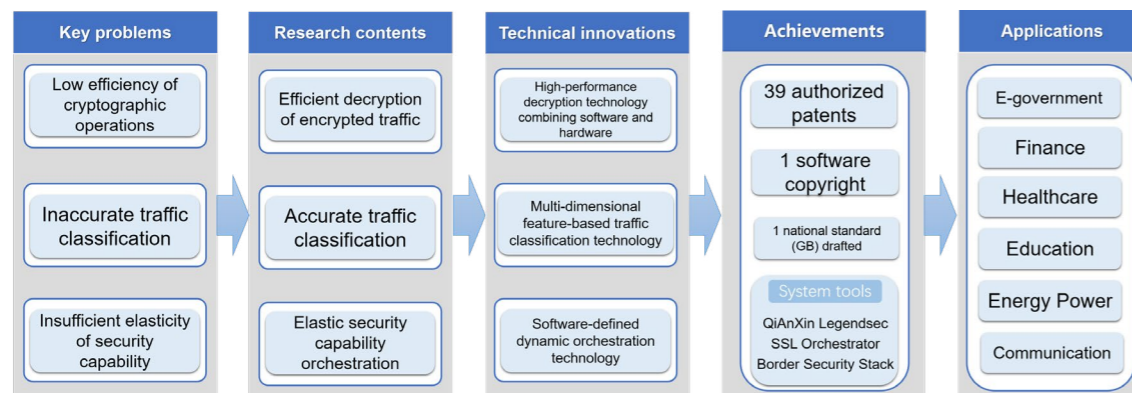 Key problems
Low efficiency of
cryptographic
operations
Inaccurate traffic
classification
Insufficient elasticity
of security
capability
Research contents
Efficient decryption
of encrypted traffic
Accurate traffic
classification
Elastic security
capability
orchestration
Technical innovations
High-performance
decryption technology
combining software and
hardware
Multi-dimensional
feature-based traffic
classification technology
Software-defined
dynamic orchestration
technology
Achievements
39 authorized
patents
1 software
copyright
1 national standard
(GB) drafted
System tools
QiAnXin Legendsec
SSL Orchestrator
Border Security Stack
Applications
E-government
Finance
Healthcare
Education
Energy Power
Communication